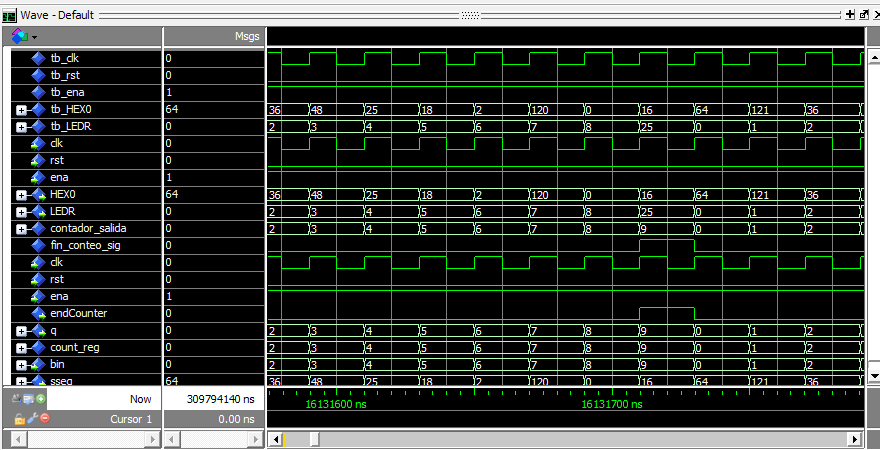 Wave - Default
Msgs
tb_clk 0
tb_rst 0
tb_ena 1
tb_HEX0 64 36 48 25 18 2 120 0 16 64 121 36
tb_LEDR 0 2 3 4 5 6 7 8 25 0 1 2
clk 0
rst 0
ena 1
HEX0 64 36 48 25 18 2 120 0 16 64 121 36
LEDR 0 2 3 4 5 6 7 8 25 0 1 2
contador_salida 0 2 3 4 5 6 7 8 9 0 1 2
fin_conteo_sig 0
clk 0
rst 0
ena 1
endCounter 0
q 0 2 3 4 5 6 7 8 9 0 1 2
count_reg 0 2 3 4 5 6 7 8 9 0 1 2
bin 0 2 3 4 5 6 7 8 9 0 1 2
sseg 64 36 48 25 18 2 120 0 16 64 121 36
Now 309794140 ns 16131600 ns 16131700 ns
Cursor 1 0.00 ns